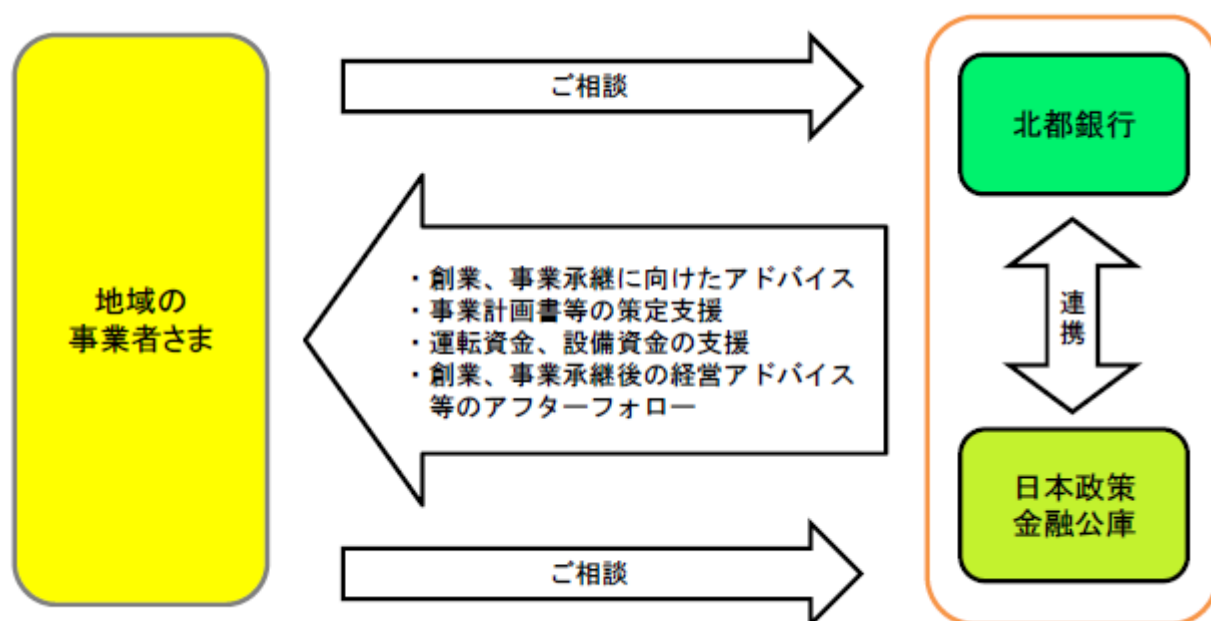 地域の
事業者さま
ご相談
・創業、事業承継に向けたアドバイス
・事業計画書等の策定支援
・運転資金、設備資金の支援
・創業、事業承継後の経営アドバイス
等のアフターフォロー
ご相談
北都銀行
連携
日本政策
金融公庫